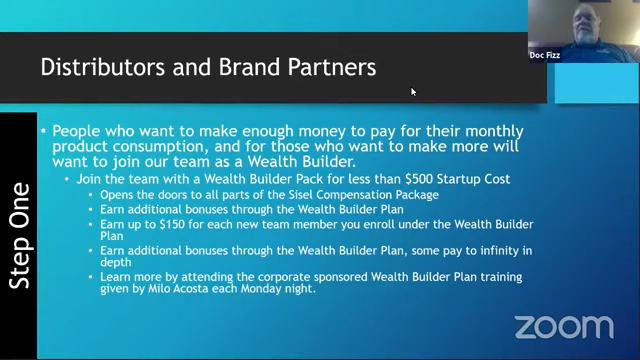 Doc Fizz
Distributors and Brand Partners
Step One
• People who want to make enough money to pay for their monthly
product consumption, and for those who want to make more will
want to join our team as a Wealth Builder.
• Join the team with a Wealth Builder Pack for less than $500 Startup Cost
• Opens the doors to all parts of the Sisel Compensation Package
• Earn additional bonuses through the Wealth Builder Plan
• Earn up to $150 for each new team member you enroll under the Wealth Builder
Plan
• Earn additional bonuses through the Wealth Builder Plan, some pay to infinity in
depth
• Learn more by attending the corporate sponsored Wealth Builder Plan training
given by Milo Acosta each Monday night.
zoom